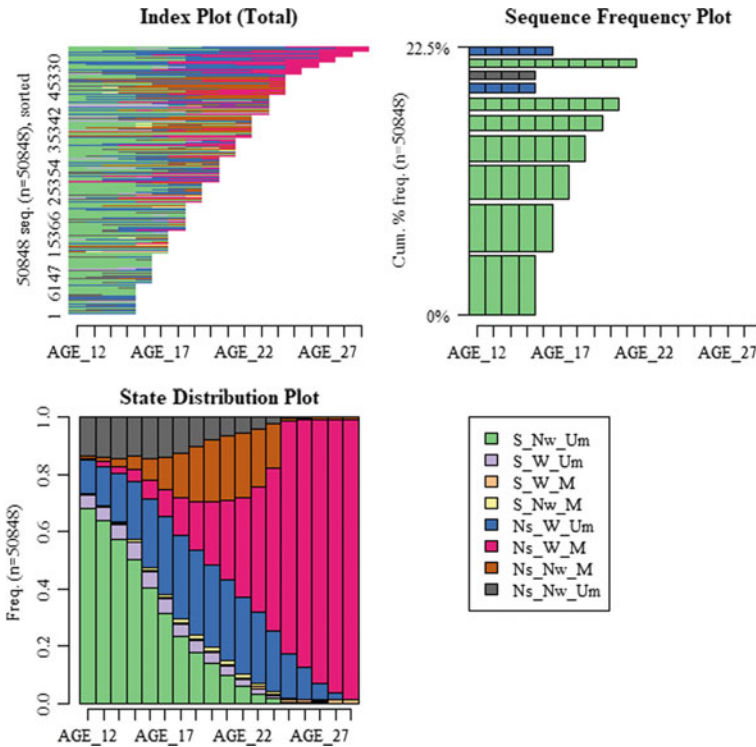 Index Plot (Total)
50848 seq. (n=50848), sorted
1 6147 15366 25354 35342 45330
AGE_12 AGE_17 AGE_22 AGE_27
Sequence Frequency Plot
Cum. % freq. (n=50848)
22.5%
0%
AGE_12 AGE_17 AGE_22 AGE_27
State Distribution Plot
Freq. (n=50848)
1.0
0.8
0.6
0.4
0.2
0.0
AGE_12 AGE_17 AGE_22 AGE_27
S_Nw_Um
S_W_Um
S_W_M
S_Nw_M
Ns_W_Um
Ns_W_M
Ns_Nw_M
Ns_Nw_Um